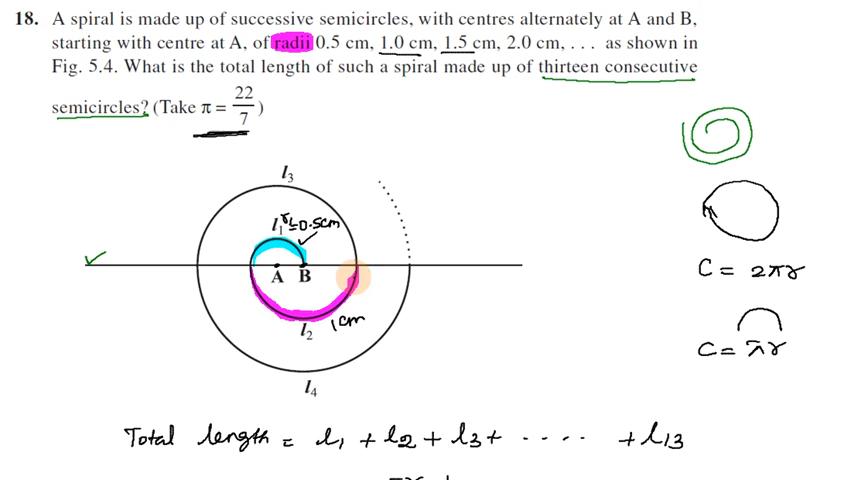 18. A spiral is made up of successive semicircles, with centres alternately at A and B,
starting with centre at A, of radii 0.5 cm, 1.0 cm, 1.5 cm, 2.0 cm, . . . as shown in
Fig. 5.4. What is the total length of such a spiral made up of thirteen consecutive
semicircles? (Take π = 22/7)
l₃
l₁ r=0.5cm
A B
C = 2πr
l₂ 1cm
C = πr
l₄
Total length = l₁ + l₂ + l₃ + ..... + l₁₃